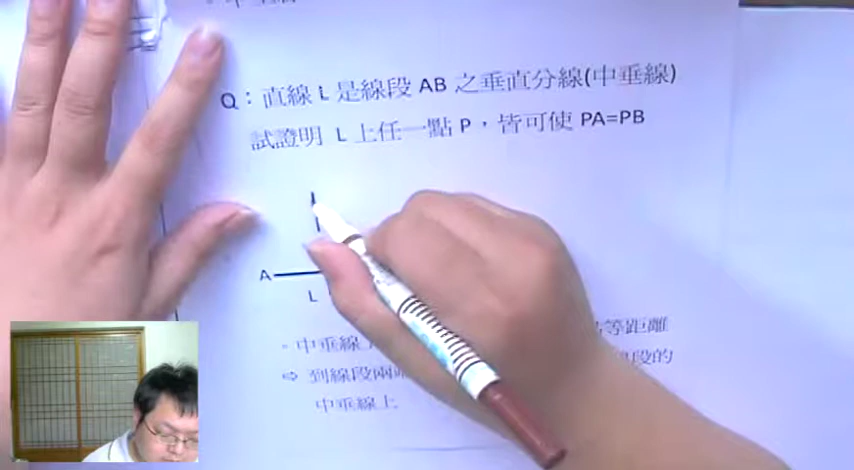 Q：直線 L 是線段 AB 之垂直分線(中垂線)
試證明 L 上任一點 P，皆可使 PA=PB
A
L
。中垂線
等距離
⇨ 到線段兩
段的
中垂線上